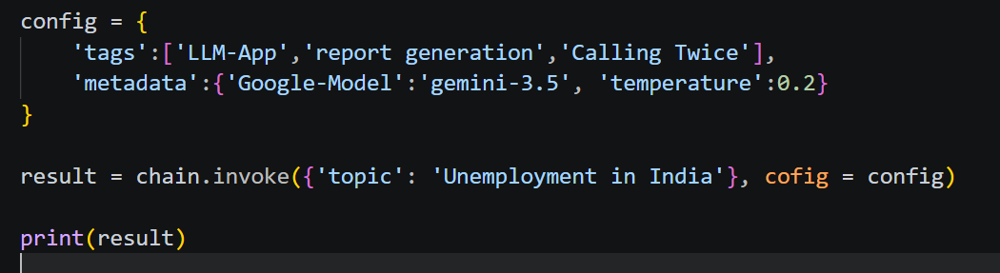 config = {
    'tags':['LLM-App','report generation','Calling Twice'],
    'metadata':{'Google-Model':'gemini-3.5', 'temperature':0.2}
}
result = chain.invoke({'topic': 'Unemployment in India'}, cofig = config)
print(result)